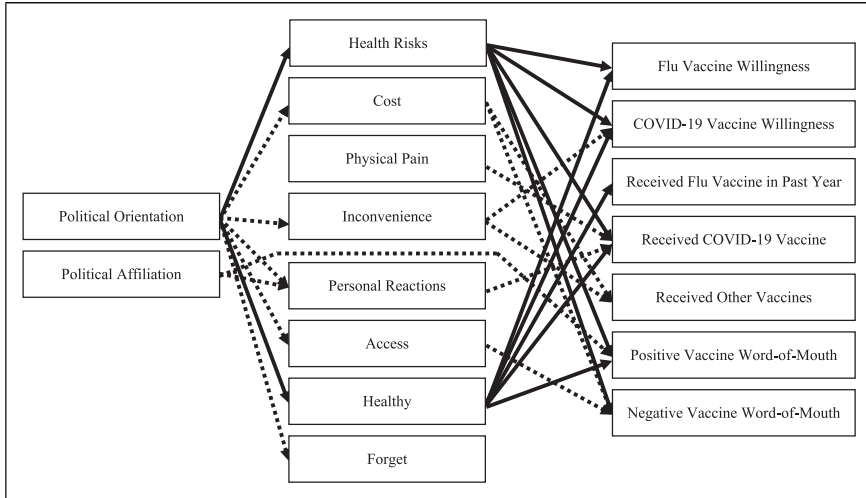 Political Orientation
Political Affiliation
Health Risks
Cost
Physical Pain
Inconvenience
Personal Reactions
Access
Healthy
Forget
Flu Vaccine Willingness
COVID-19 Vaccine Willingness
Received Flu Vaccine in Past Year
Received COVID-19 Vaccine
Received Other Vaccines
Positive Vaccine Word-of-Mouth
Negative Vaccine Word-of-Mouth